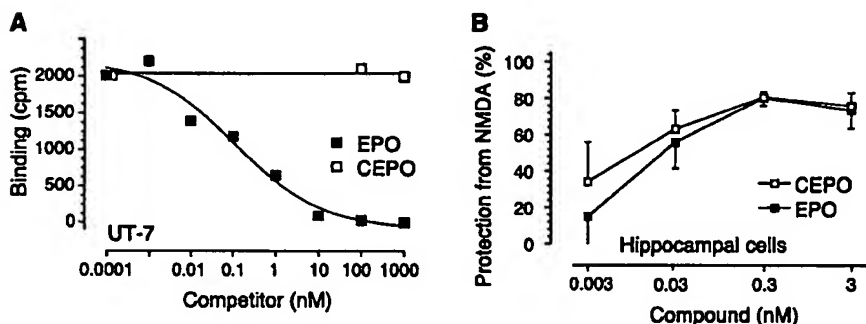 A
Binding (cpm)
2000
1500
1000
500
0
EPO
CEPO
UT-7
0.0001 0.01 0.1 1 10 100 1000
Competitor (nM)
B
Protection from NMDA (%)
100
80
60
40
20
0
CEPO
EPO
Hippocampal cells
0.003 0.03 0.3 3
Compound (nM)